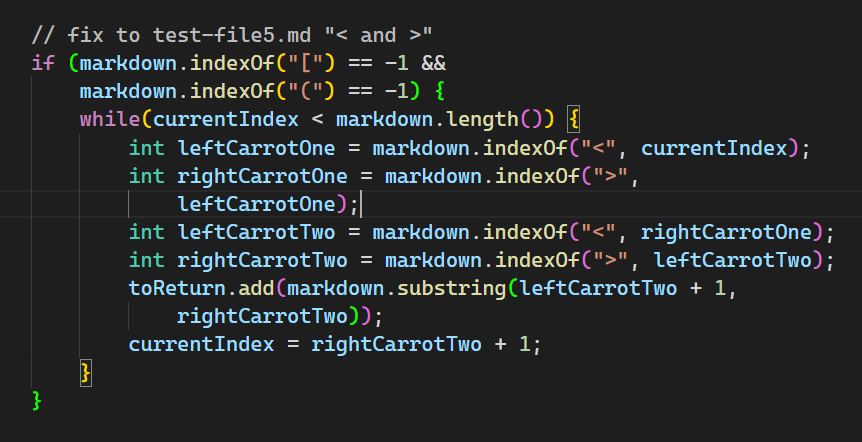 // fix to test-file5.md "< and >"
if (markdown.indexOf("[") == -1 &&
    markdown.indexOf("(") == -1) {
    while(currentIndex < markdown.length()) {
        int leftCarrotOne = markdown.indexOf("<", currentIndex);
        int rightCarrotOne = markdown.indexOf(">",
            leftCarrotOne);
        int leftCarrotTwo = markdown.indexOf("<", rightCarrotOne);
        int rightCarrotTwo = markdown.indexOf(">", leftCarrotTwo);
        toReturn.add(markdown.substring(leftCarrotTwo + 1,
            rightCarrotTwo));
        currentIndex = rightCarrotTwo + 1;
    }
}